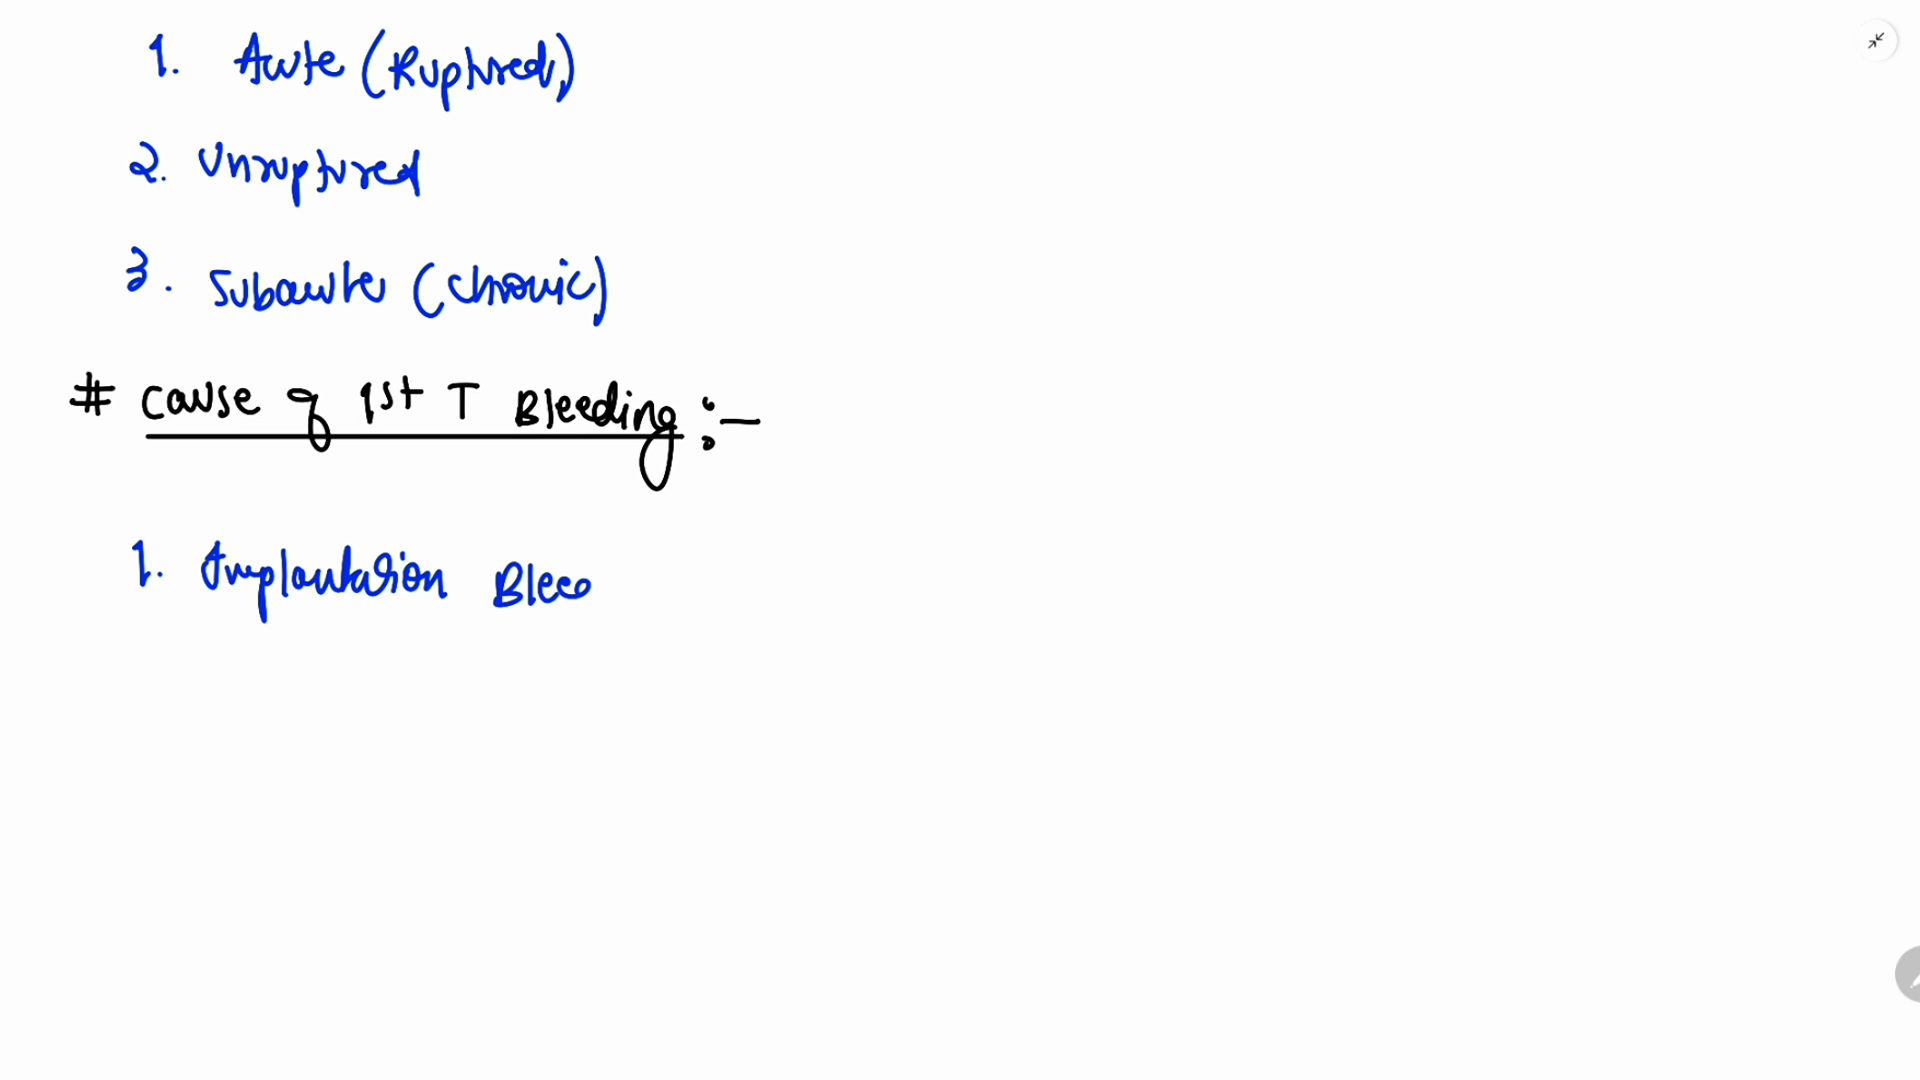 1. Acute (Ruptured)
2. Unruptured
3. Subacute (chronic)
# Cause of 1st T Bleeding :-
1. Implantation Blee